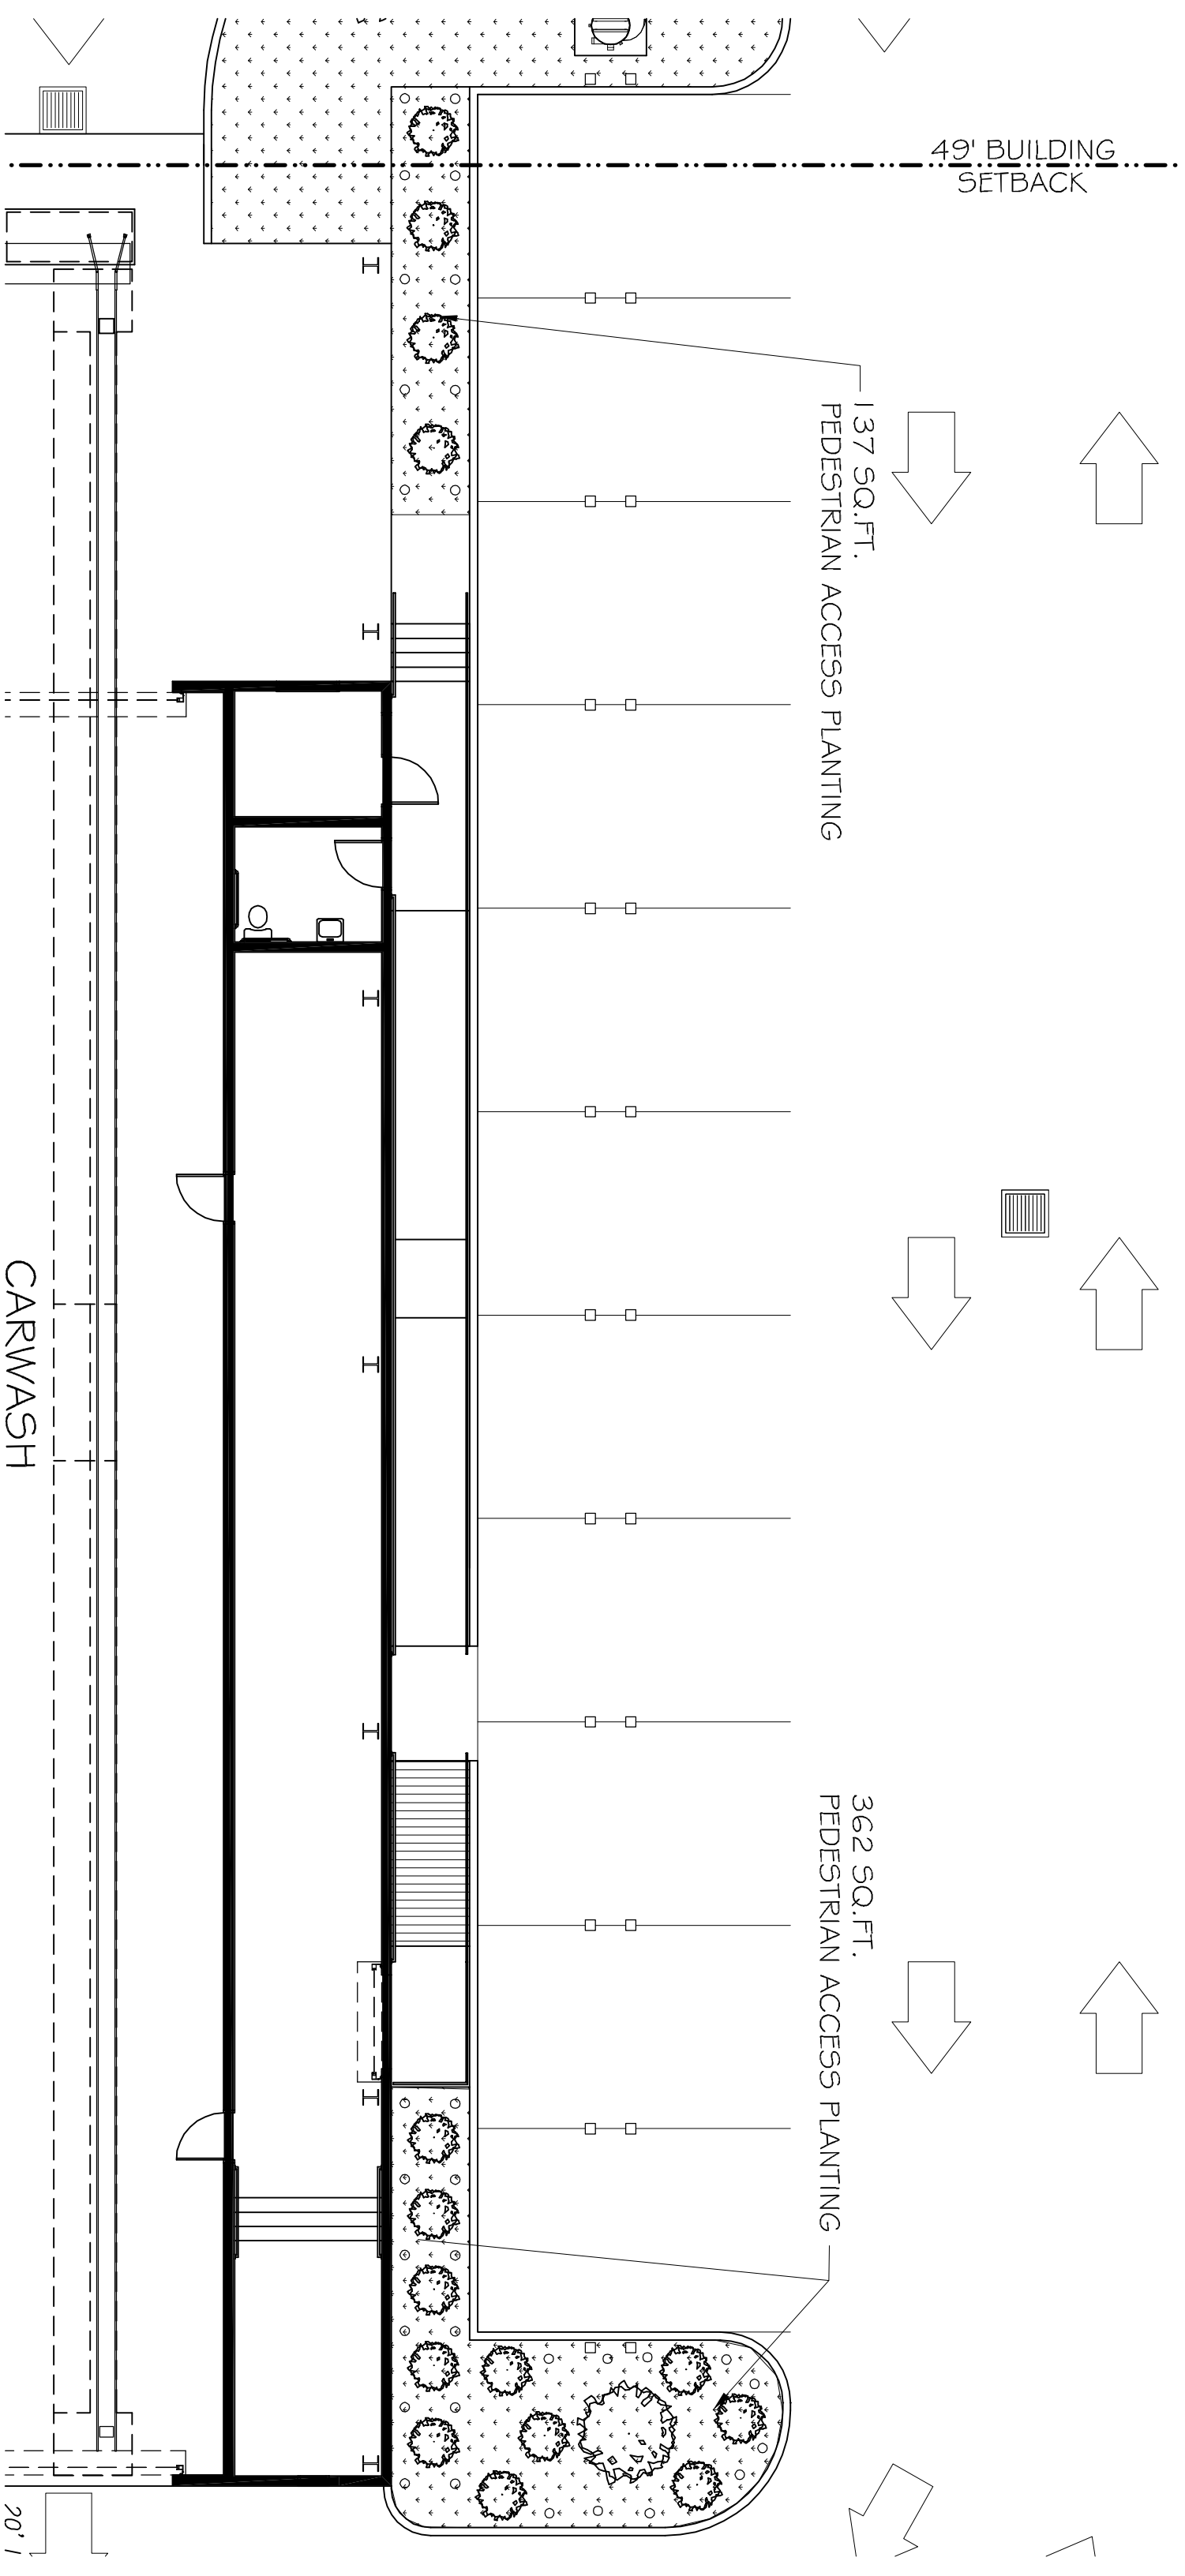 49' BUILDING
SETBACK
137 SQ.FT.
PEDESTRIAN ACCESS PLANTING
CARWASH
362 SQ.FT.
PEDESTRIAN ACCESS PLANTING
20'